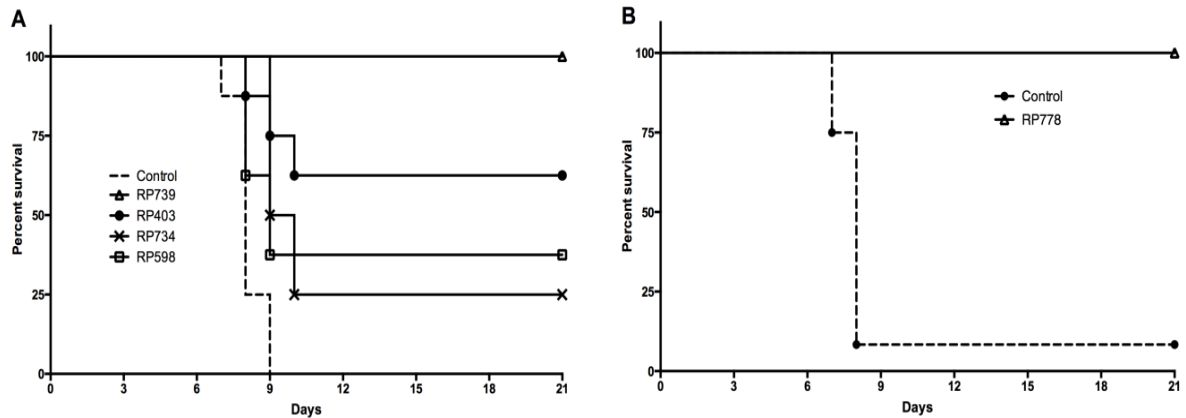 A
Percent survival
100
75
50
25
0
Control
RP739
RP403
RP734
RP598
0 3 6 9 12 15 18 21
Days
B
Percent survival
100
75
50
25
0
Control
RP778
0 3 6 9 12 15 18 21
Days